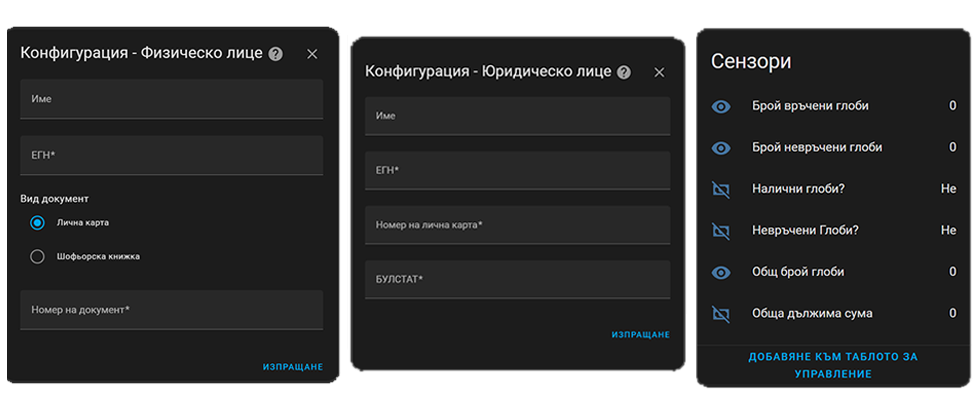 Конфигурация - Физическо лице ?
Име
ЕГН*
Вид документ
Лична карта
Шофьорска книжка
Номер на документ*
ИЗПРАЩАНЕ
Конфигурация - Юридическо лице ?
Име
ЕГН*
Номер на лична карта*
БУЛСТАТ*
ИЗПРАЩАНЕ
Сензори
Брой връчени глоби 0
Брой невръчени глоби 0
Налични глоби? Не
Невръчени Глоби? Не
Общ брой глоби 0
Обща дължима сума 0
ДОБАВЯНЕ КЪМ ТАБЛОТО ЗА
УПРАВЛЕНИЕ